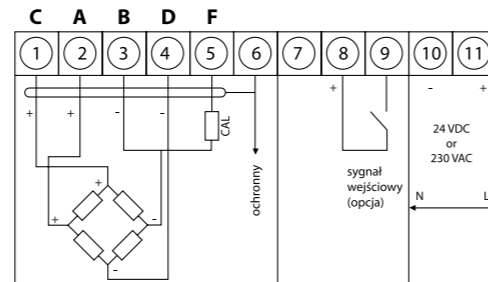 C A B D F
1 2 3 4 5 6 7 8 9 10 11
+ + - - + - +
CAL
24 VDC
or
230 VAC
ochronny
sygnał
wejściowy
(opcja)
N L
+
+ -
-